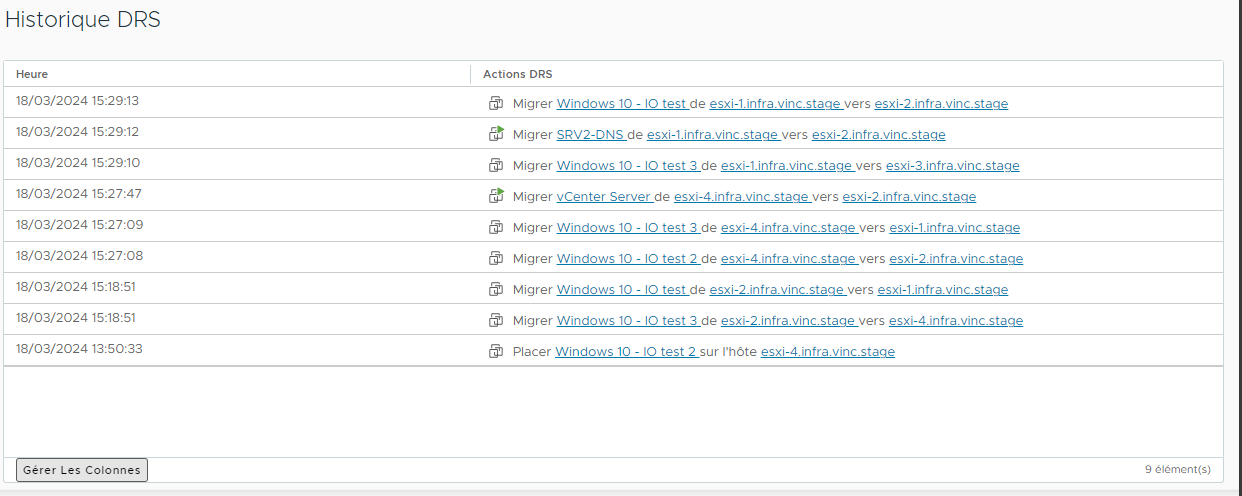 Historique DRS
Heure Actions DRS
18/03/2024 15:29:13 Migrer Windows 10 - IO test de esxi-1.infra.vinc.stage vers esxi-2.infra.vinc.stage
18/03/2024 15:29:12 Migrer SRV2-DNS de esxi-1.infra.vinc.stage vers esxi-2.infra.vinc.stage
18/03/2024 15:29:10 Migrer Windows 10 - IO test 3 de esxi-1.infra.vinc.stage vers esxi-3.infra.vinc.stage
18/03/2024 15:27:47 Migrer vCenter Server de esxi-4.infra.vinc.stage vers esxi-2.infra.vinc.stage
18/03/2024 15:27:09 Migrer Windows 10 - IO test 3 de esxi-4.infra.vinc.stage vers esxi-1.infra.vinc.stage
18/03/2024 15:27:08 Migrer Windows 10 - IO test 2 de esxi-4.infra.vinc.stage vers esxi-2.infra.vinc.stage
18/03/2024 15:18:51 Migrer Windows 10 - IO test de esxi-2.infra.vinc.stage vers esxi-1.infra.vinc.stage
18/03/2024 15:18:51 Migrer Windows 10 - IO test 3 de esxi-2.infra.vinc.stage vers esxi-4.infra.vinc.stage
18/03/2024 13:50:33 Placer Windows 10 - IO test 2 sur l'hôte esxi-4.infra.vinc.stage
Gérer Les Colonnes 9 élément(s)